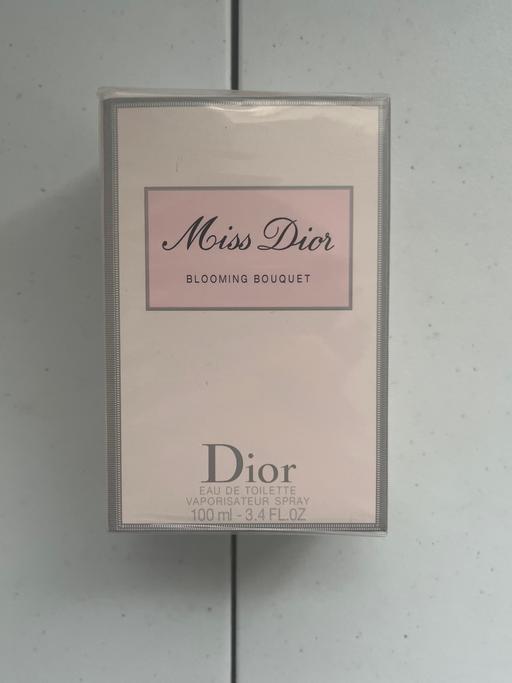 Miss Dior
BLOOMING BOUQUET
Dior
EAU DE TOILETTE
VAPORISATEUR SPRAY
100 ml - 3.4 FL.OZ